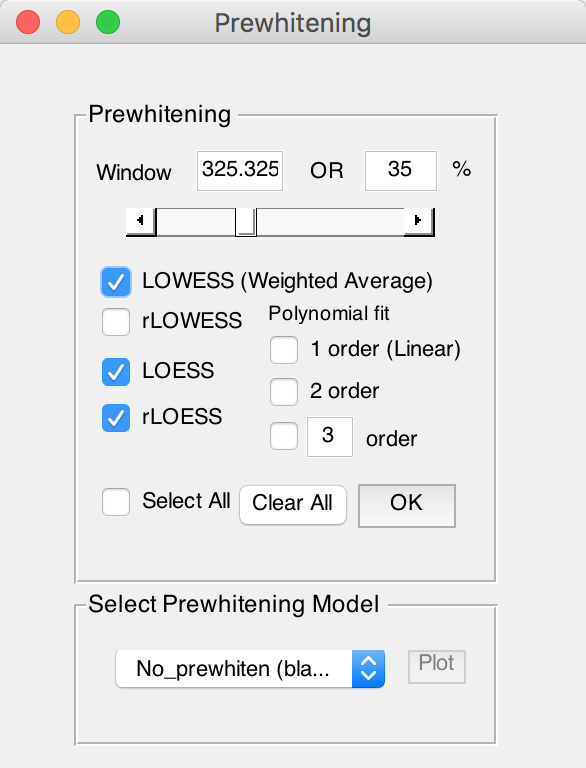 Prewhitening
Prewhitening
Window 325.325 OR 35 %
LOWESS (Weighted Average)
rLOWESS Polynomial fit
1 order (Linear)
LOESS
2 order
rLOESS
3 order
Select All Clear All OK
Select Prewhitening Model
No_prewhiten (bla... Plot